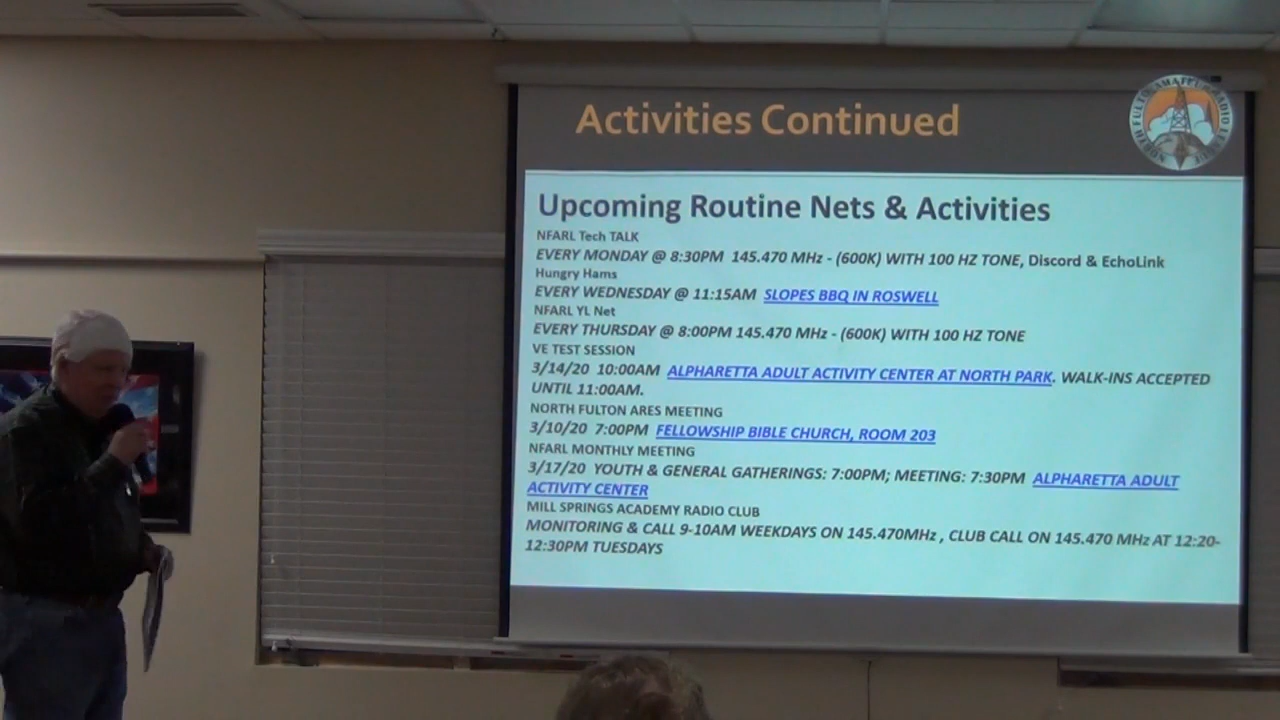 Activities Continued
NORTH FULTON AMATEUR RADIO LEAGUE
Upcoming Routine Nets & Activities
NFARL Tech TALK
EVERY MONDAY @ 8:30PM 145.470 MHz - (600K) WITH 100 HZ TONE, Discord & EchoLink
Hungry Hams
EVERY WEDNESDAY @ 11:15AM SLOPES BBQ IN ROSWELL
NFARL YL Net
EVERY THURSDAY @ 8:00PM 145.470 MHz - (600K) WITH 100 HZ TONE
VE TEST SESSION
3/14/20 10:00AM ALPHARETTA ADULT ACTIVITY CENTER AT NORTH PARK. WALK-INS ACCEPTED
UNTIL 11:00AM.
NORTH FULTON ARES MEETING
3/10/20 7:00PM FELLOWSHIP BIBLE CHURCH, ROOM 203
NFARL MONTHLY MEETING
3/17/20 YOUTH & GENERAL GATHERINGS: 7:00PM; MEETING: 7:30PM ALPHARETTA ADULT
ACTIVITY CENTER
MILL SPRINGS ACADEMY RADIO CLUB
MONITORING & CALL 9-10AM WEEKDAYS ON 145.470MHz , CLUB CALL ON 145.470 MHz AT 12:20-
12:30PM TUESDAYS